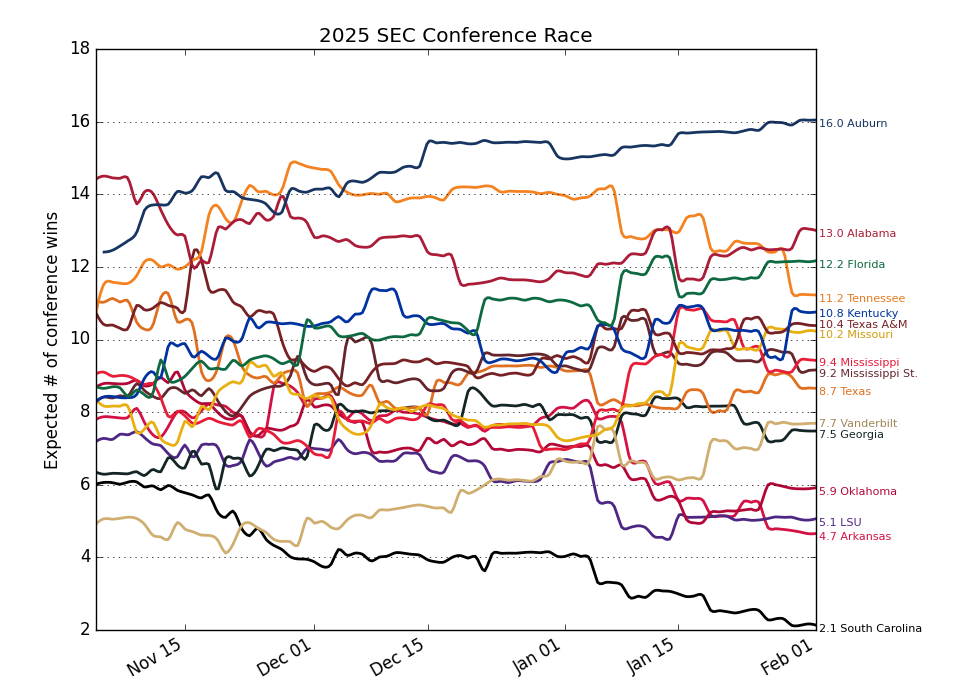 2025 SEC Conference Race
Expected # of conference wins
18
16
14
12
10
8
6
4
2
Nov 15
Dec 01
Dec 15
Jan 01
Jan 15
Feb 01
16.0 Auburn
13.0 Alabama
12.2 Florida
11.2 Tennessee
10.8 Kentucky
10.4 Texas A&M
10.2 Missouri
9.4 Mississippi
9.2 Mississippi St.
8.7 Texas
7.7 Vanderbilt
7.5 Georgia
5.9 Oklahoma
5.1 LSU
4.7 Arkansas
2.1 South Carolina